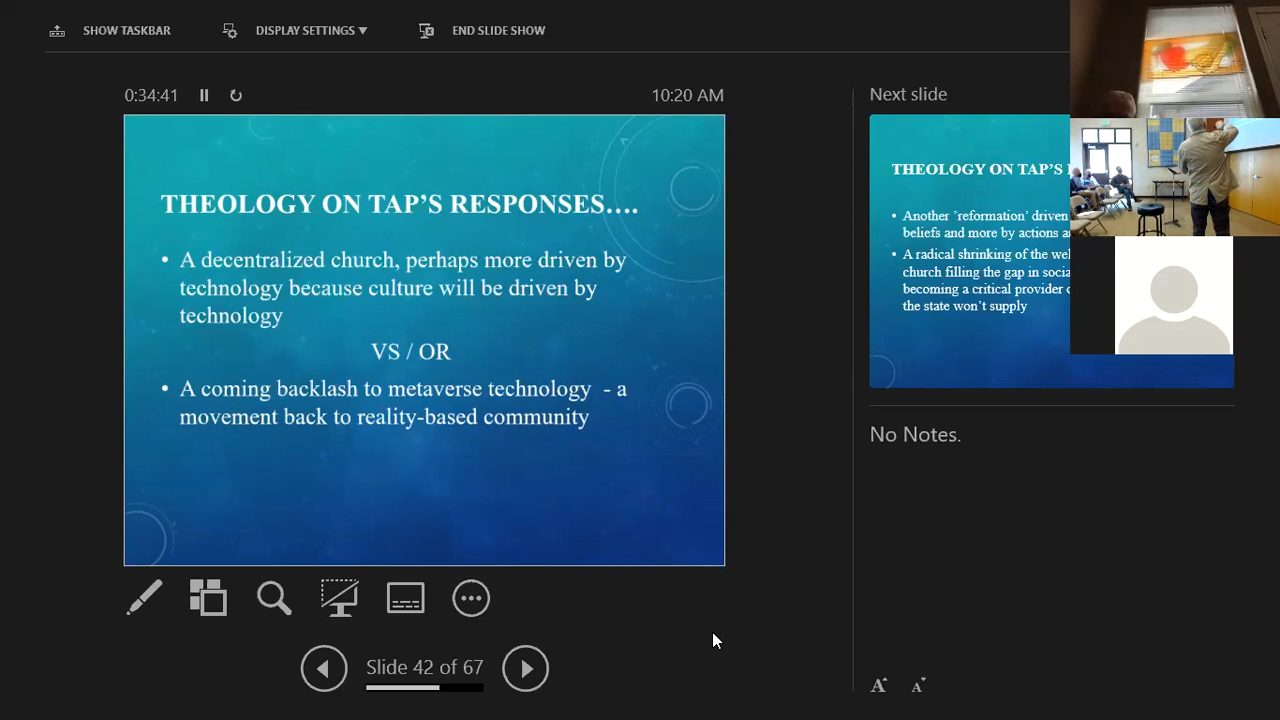 SHOW TASKBAR
DISPLAY SETTINGS
END SLIDE SHOW
0:34:41
10:20 AM
THEOLOGY ON TAP'S RESPONSES….
• A decentralized church, perhaps more driven by
technology because culture will be driven by
technology
VS / OR
• A coming backlash to metaverse technology - a
movement back to reality-based community
Slide 42 of 67
Next slide
THEOLOGY ON TAP'S
• Another 'reformation' driven
beliefs and more by actions
• A radical shrinking of the
church filling the gap in
becoming a critical provider
the state won't supply
No Notes.
A A